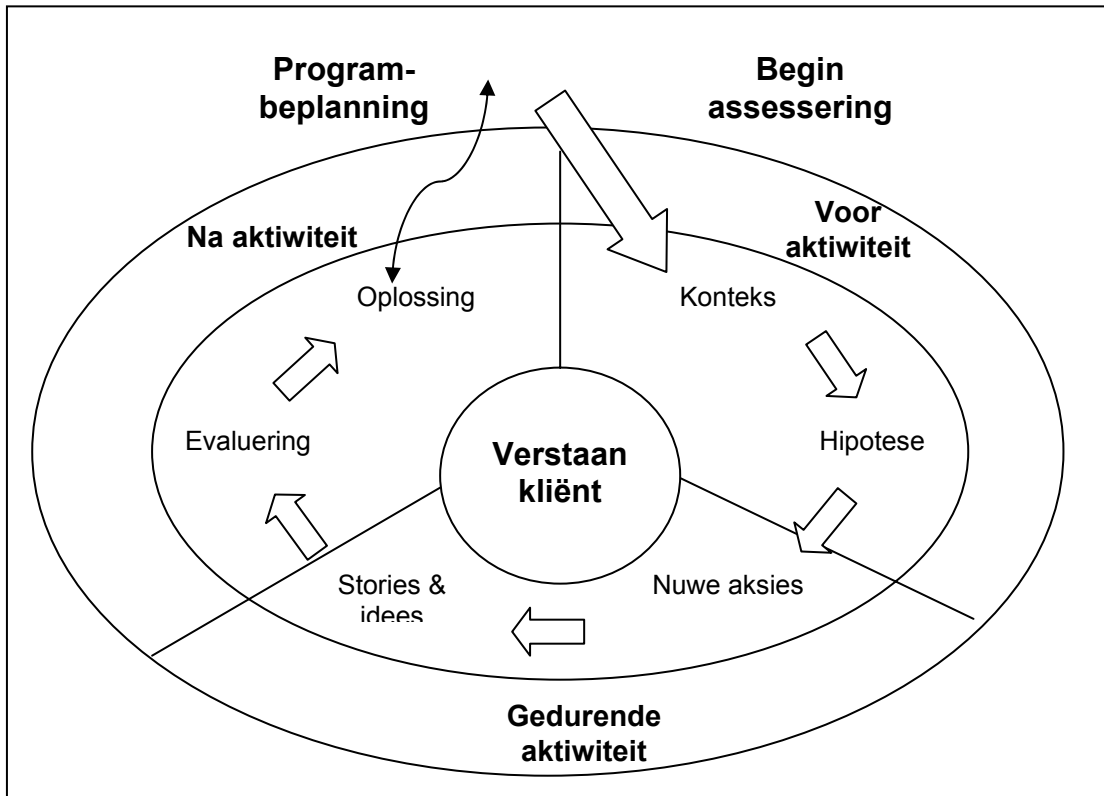 Program-
beplanning
Begin
assessering
Na aktiwiteit
Voor
aktiwiteit
Oplossing
Konteks
Evaluering
Verstaan
kliënt
Hipotese
Stories &
idees
Nuwe aksies
Gedurende
aktiwiteit